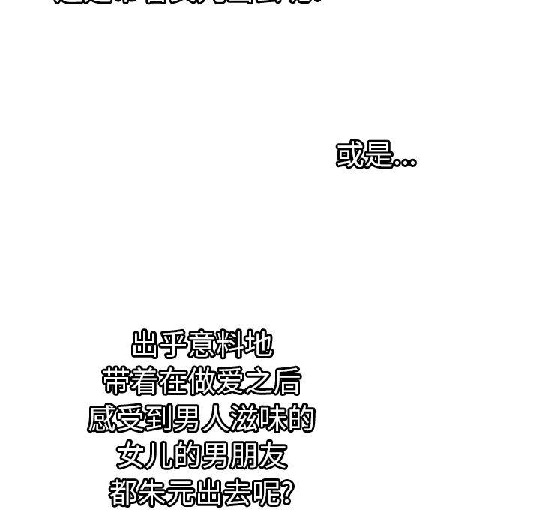 或是...
出乎意料地
带着在做爱之后
感受到男人滋味的
女儿的男朋友
都朱元出去呢?